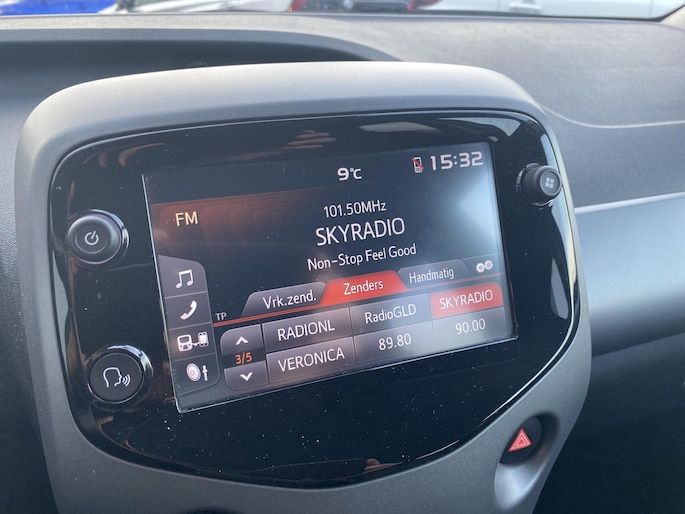 9°C
15:32
FM
101.50MHz
SKYRADIO
Non-Stop Feel Good
TP
Vrk.zend. Zenders Handmatig
3/5
RADIONL RadioGLD SKYRADIO
VERONICA 89.80 90.00